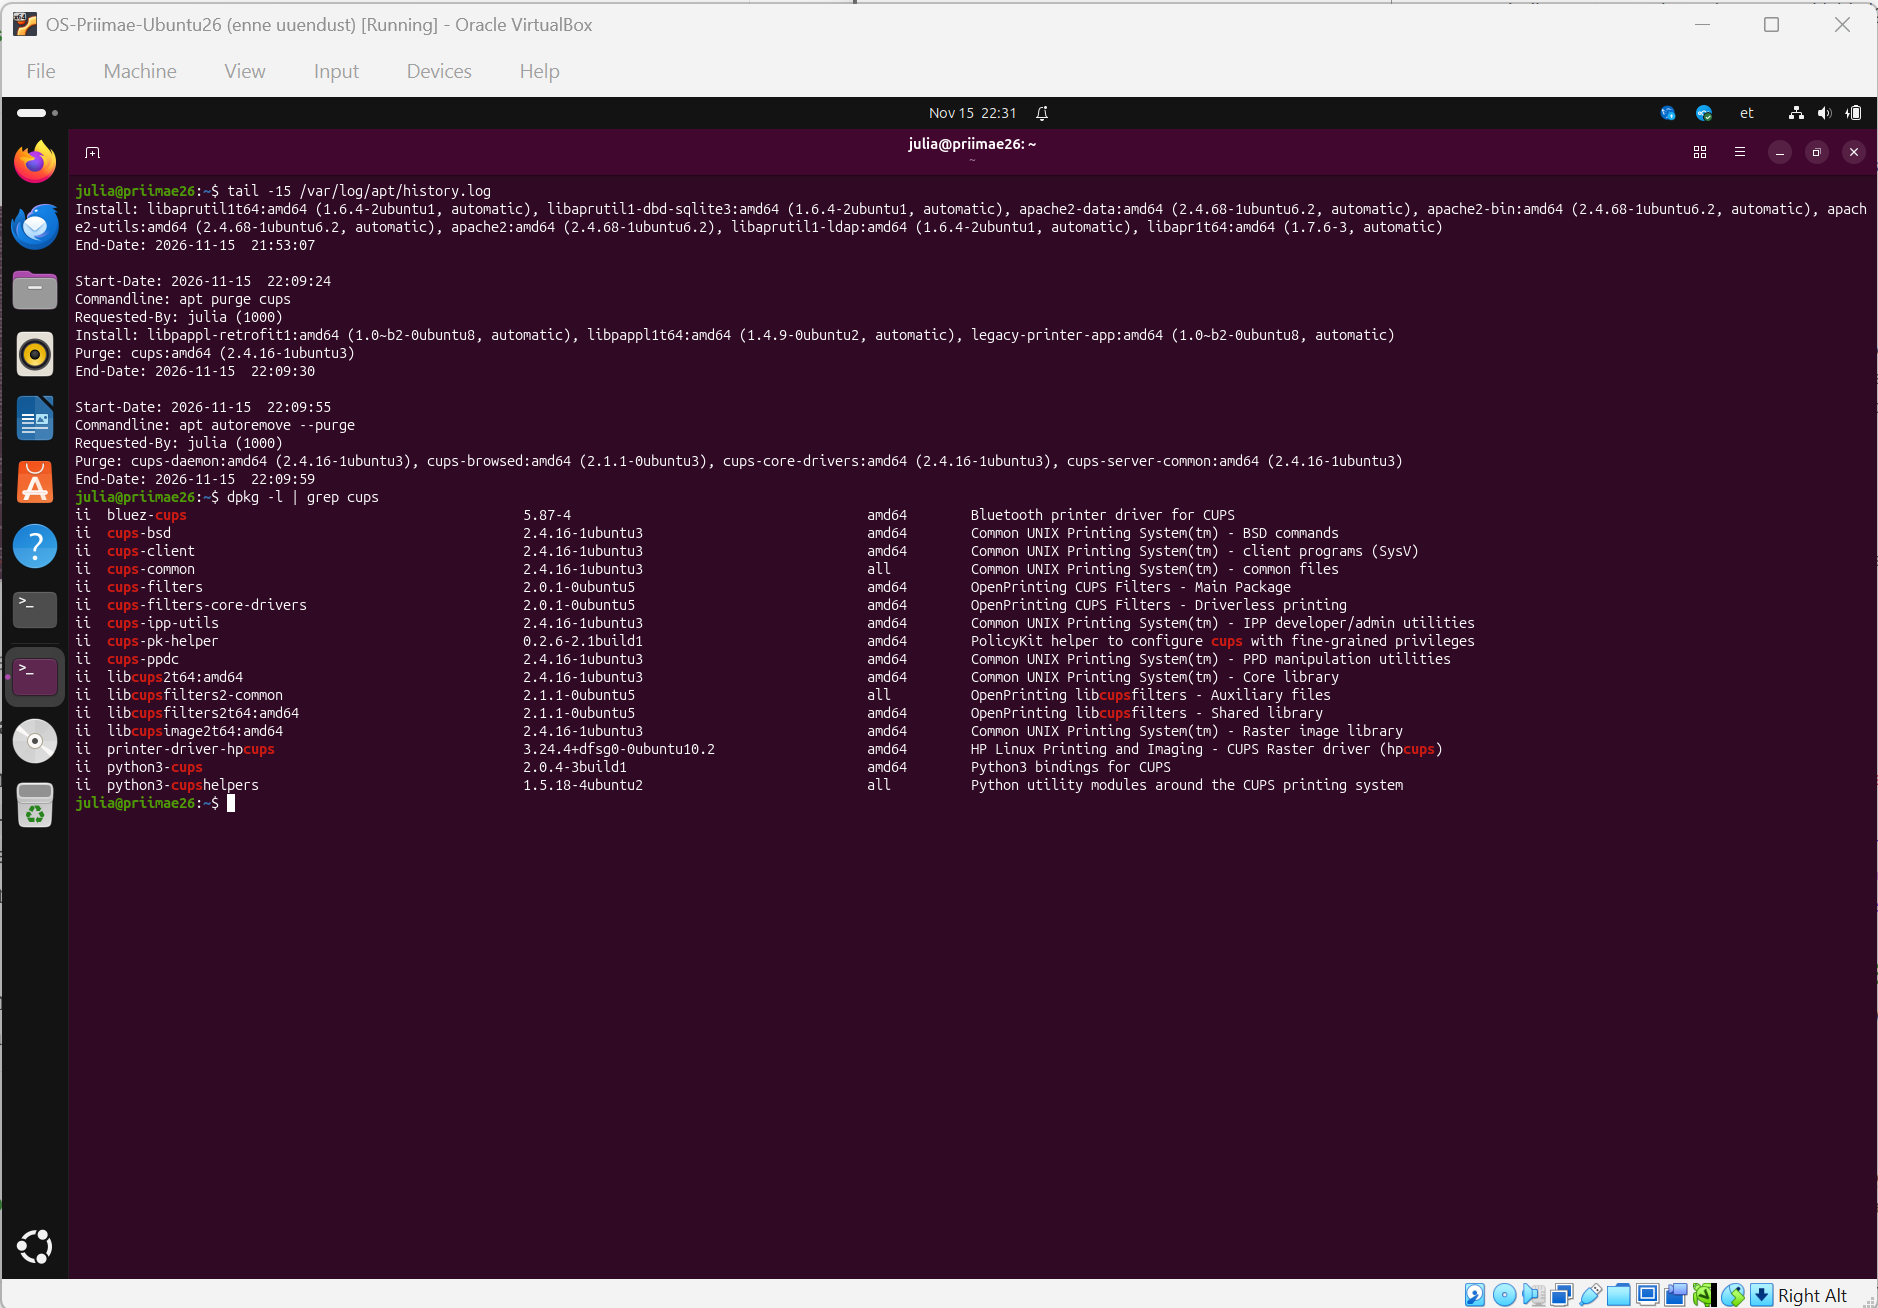 OS-Priimae-Ubuntu26 (enne uuendust) [Running] - Oracle VirtualBox
File Machine View Input Devices Help
Nov 15 22:31
et
julia@priimae26: ~
~
julia@priimae26:~$ tail -15 /var/log/apt/history.log
Install: libaprutil1t64:amd64 (1.6.4-2ubuntu1, automatic), libaprutil1-dbd-sqlite3:amd64 (1.6.4-2ubuntu1, automatic), apache2-data:amd64 (2.4.68-1ubuntu6.2, automatic), apache2-bin:amd64 (2.4.68-1ubuntu6.2, automatic), apach
e2-utils:amd64 (2.4.68-1ubuntu6.2, automatic), apache2:amd64 (2.4.68-1ubuntu6.2), libaprutil1-ldap:amd64 (1.6.4-2ubuntu1, automatic), libapr1t64:amd64 (1.7.6-3, automatic)
End-Date: 2026-11-15  21:53:07
Start-Date: 2026-11-15  22:09:24
Commandline: apt purge cups
Requested-By: julia (1000)
Install: libpappl-retrofit1:amd64 (1.0~b2-0ubuntu8, automatic), libpappl1t64:amd64 (1.4.9-0ubuntu2, automatic), legacy-printer-app:amd64 (1.0~b2-0ubuntu8, automatic)
Purge: cups:amd64 (2.4.16-1ubuntu3)
End-Date: 2026-11-15  22:09:30
Start-Date: 2026-11-15  22:09:55
Commandline: apt autoremove --purge
Requested-By: julia (1000)
Purge: cups-daemon:amd64 (2.4.16-1ubuntu3), cups-browsed:amd64 (2.1.1-0ubuntu3), cups-core-drivers:amd64 (2.4.16-1ubuntu3), cups-server-common:amd64 (2.4.16-1ubuntu3)
End-Date: 2026-11-15  22:09:59
julia@priimae26:~$ dpkg -l | grep cups
ii  bluez-cups  5.87-4  amd64  Bluetooth printer driver for CUPS
ii  cups-bsd  2.4.16-1ubuntu3  amd64  Common UNIX Printing System(tm) - BSD commands
ii  cups-client  2.4.16-1ubuntu3  amd64  Common UNIX Printing System(tm) - client programs (SysV)
ii  cups-common  2.4.16-1ubuntu3  all  Common UNIX Printing System(tm) - common files
ii  cups-filters  2.0.1-0ubuntu5  amd64  OpenPrinting CUPS Filters - Main Package
ii  cups-filters-core-drivers  2.0.1-0ubuntu5  amd64  OpenPrinting CUPS Filters - Driverless printing
ii  cups-ipp-utils  2.4.16-1ubuntu3  amd64  Common UNIX Printing System(tm) - IPP developer/admin utilities
ii  cups-pk-helper  0.2.6-2.1build1  amd64  PolicyKit helper to configure cups with fine-grained privileges
ii  cups-ppdc  2.4.16-1ubuntu3  amd64  Common UNIX Printing System(tm) - PPD manipulation utilities
ii  libcups2t64:amd64  2.4.16-1ubuntu3  amd64  Common UNIX Printing System(tm) - Core library
ii  libcupsfilters2-common  2.1.1-0ubuntu5  all  OpenPrinting libcupsfilters - Auxiliary files
ii  libcupsfilters2t64:amd64  2.1.1-0ubuntu5  amd64  OpenPrinting libcupsfilters - Shared library
ii  libcupsimage2t64:amd64  2.4.16-1ubuntu3  amd64  Common UNIX Printing System(tm) - Raster image library
ii  printer-driver-hpcups  3.24.4+dfsg0-0ubuntu10.2  amd64  HP Linux Printing and Imaging - CUPS Raster driver (hpcups)
ii  python3-cups  2.0.4-3build1  amd64  Python3 bindings for CUPS
ii  python3-cupshelpers  1.5.18-4ubuntu2  all  Python utility modules around the CUPS printing system
julia@priimae26:~$
Right Alt